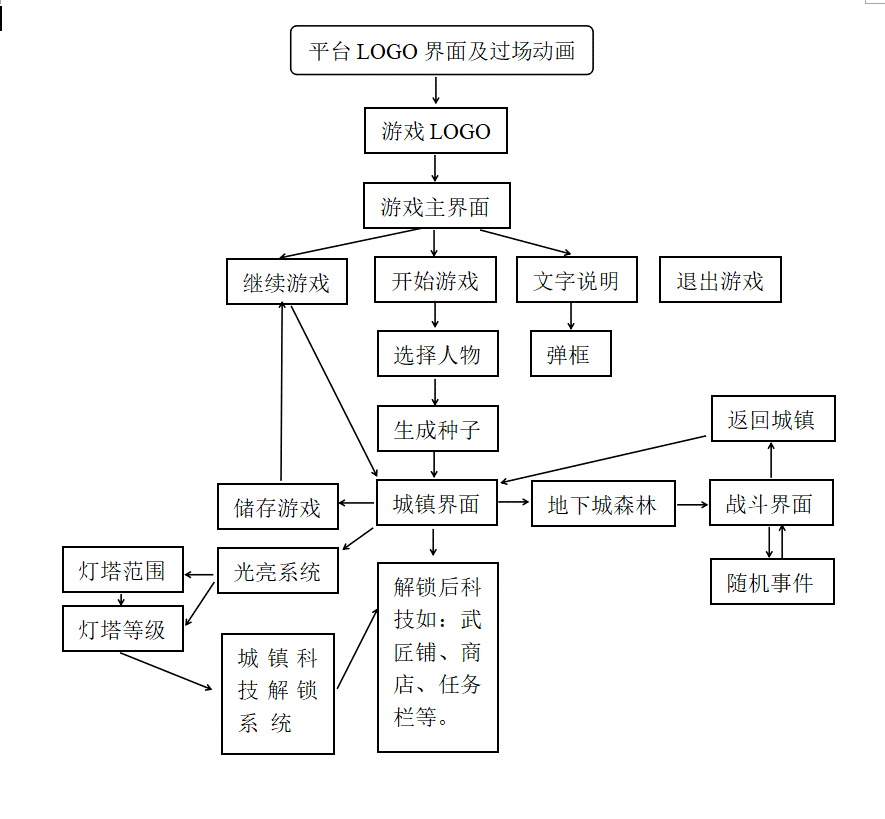 平台 LOGO 界面及过场动画
游戏 LOGO
游戏主界面
继续游戏
开始游戏
文字说明
退出游戏
选择人物
弹框
生成种子
返回城镇
储存游戏
城镇界面
地下城森林
战斗界面
灯塔范围
光亮系统
随机事件
灯塔等级
解锁后科
技如：武
匠铺、商
店、任务
栏等。
城镇科
技解锁
系统